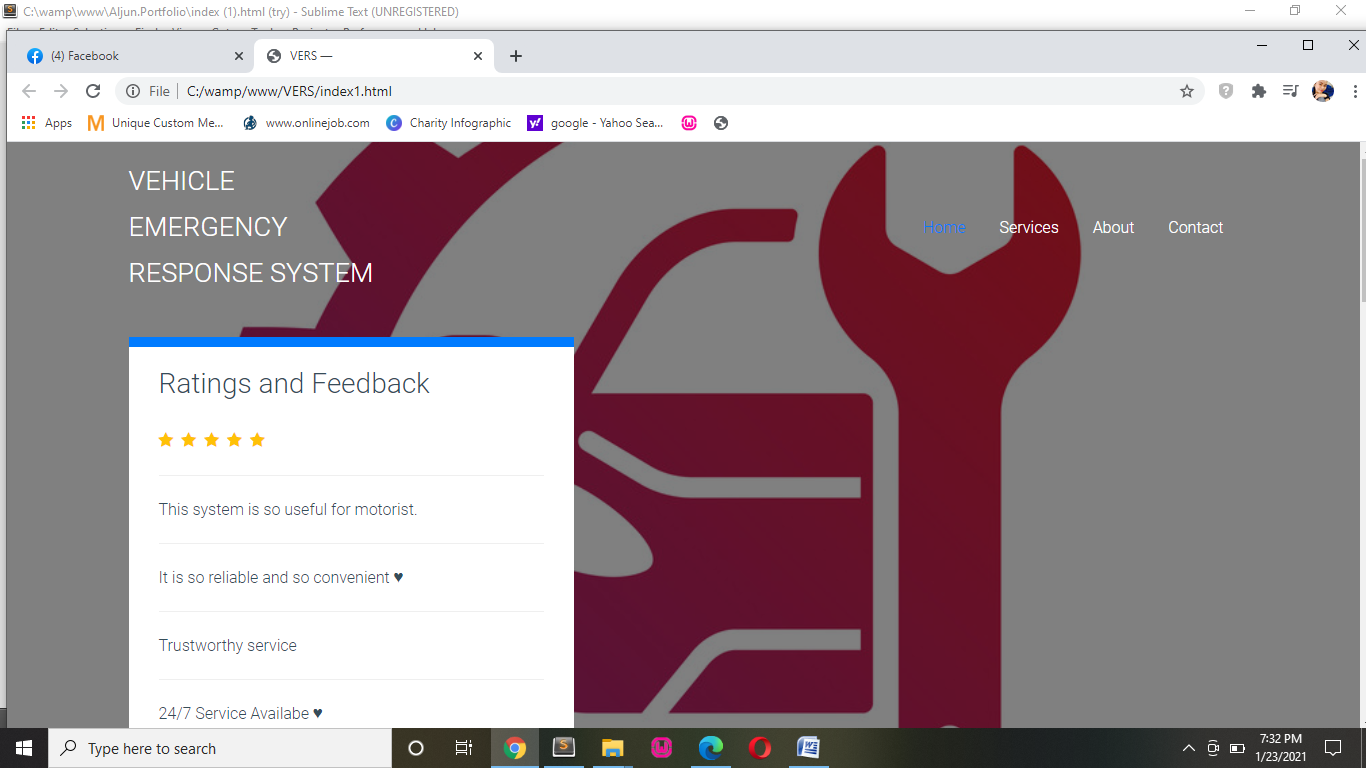 C:\wamp\www\Aljun.Portfolio\index (1).html (try) - Sublime Text (UNREGISTERED)
(4) Facebook
VERS —
File
C:/wamp/www/VERS/index1.html
Apps
Unique Custom Me...
www.onlinejob.com
Charity Infographic
google - Yahoo Sea...
VEHICLE
EMERGENCY
RESPONSE SYSTEM
Home
Services
About
Contact
Ratings and Feedback
This system is so useful for motorist.
It is so reliable and so convenient ♥
Trustworthy service
24/7 Service Availabe ♥
Type here to search
7:32 PM
1/23/2021